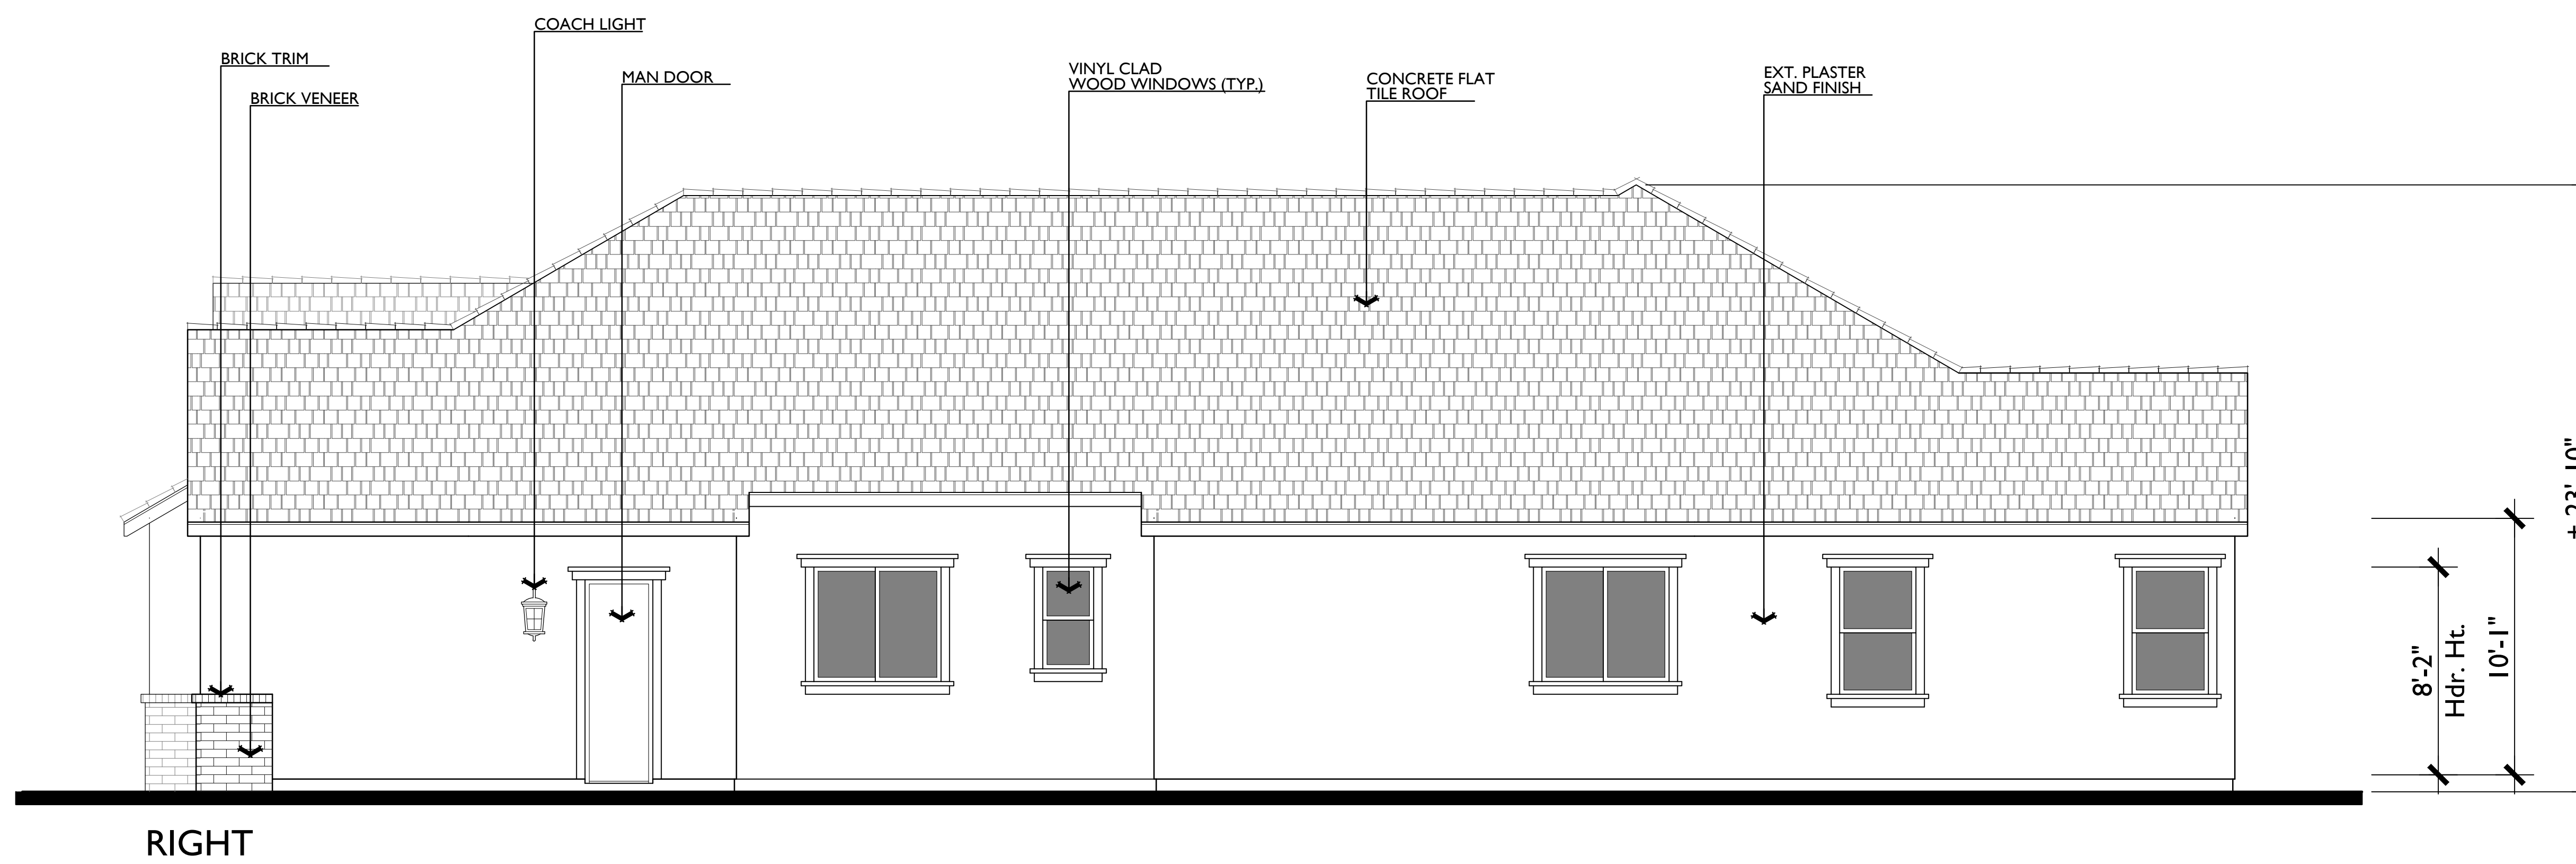 COACH LIGHT
BRICK TRIM
MAN DOOR
BRICK VENEER
VINYL CLAD
WOOD WINDOWS (TYP.)
CONCRETE FLAT
TILE ROOF
EXT. PLASTER
SAND FINISH
8'-2"
Hdr. Ht.
10'-1"
RIGHT